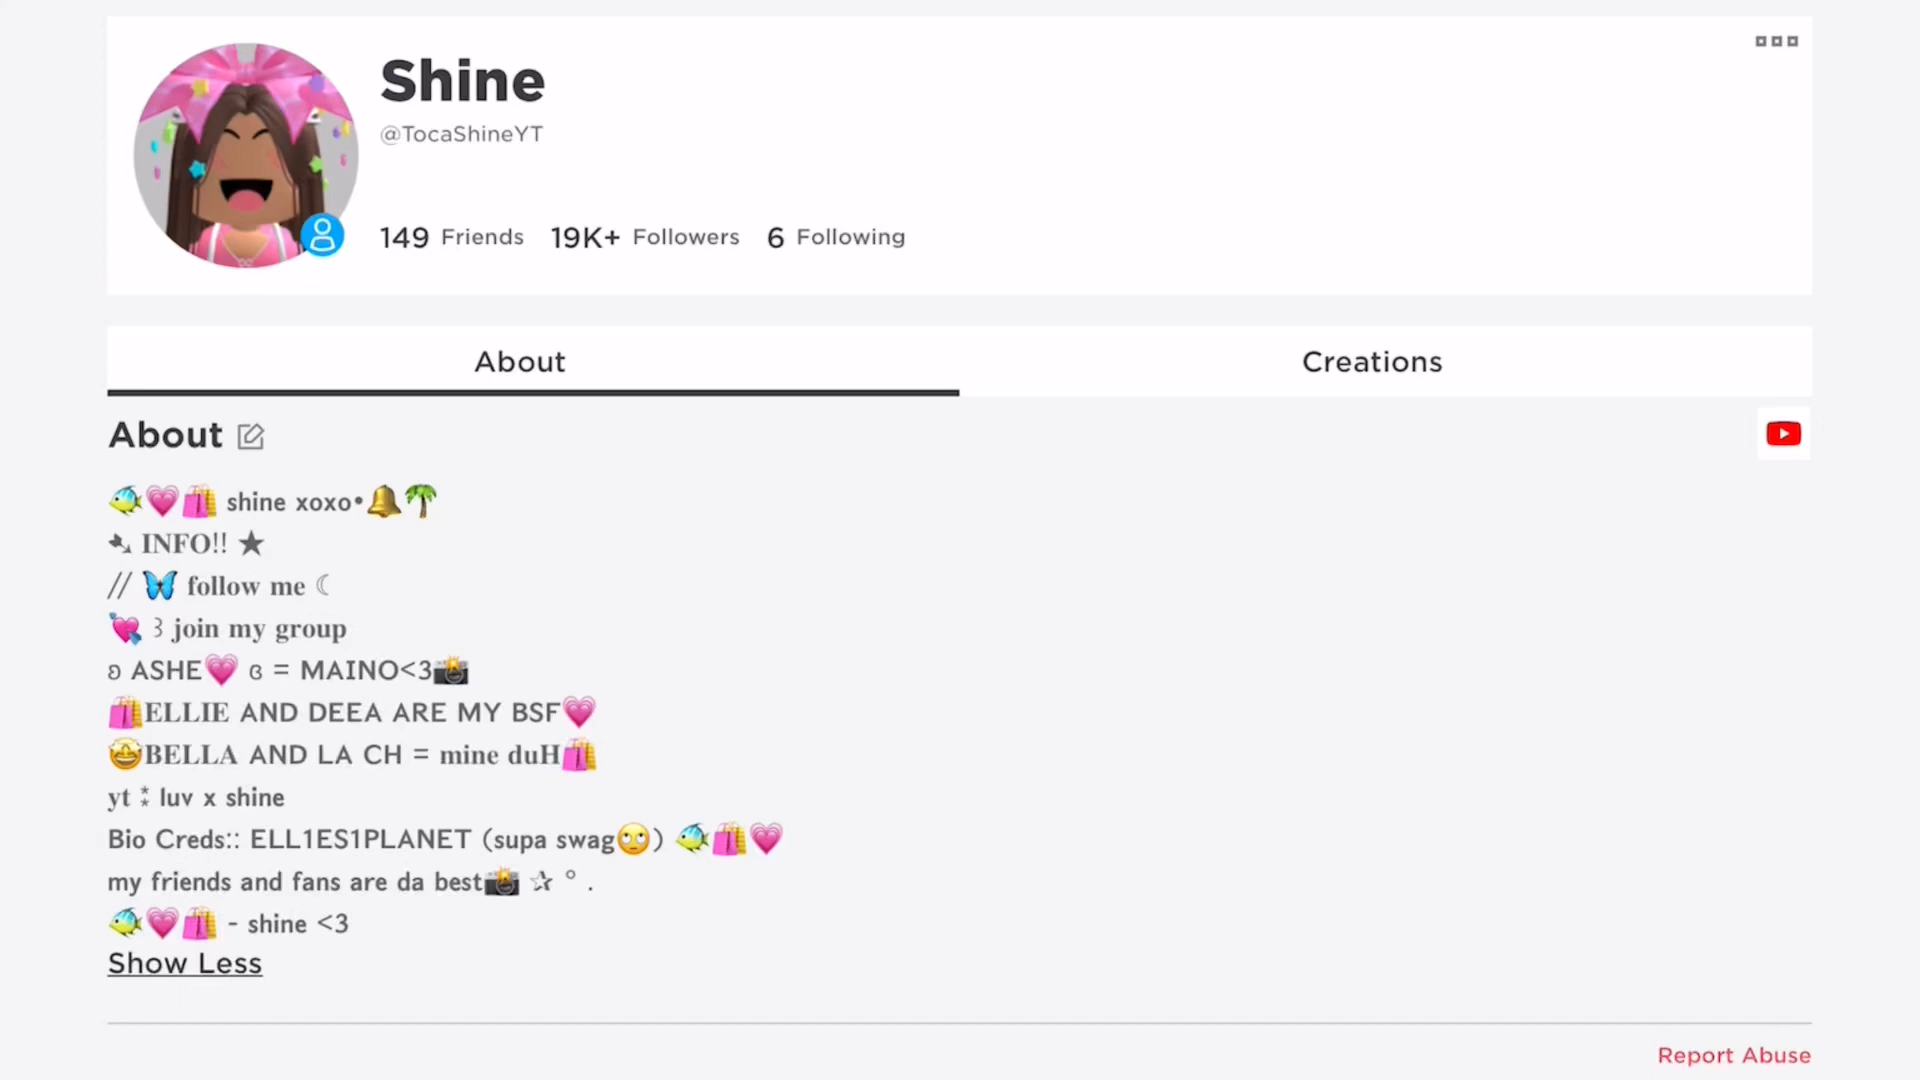 Shine
@TocaShineYT
149 Friends 19K+ Followers 6 Following
About Creations
About
🐠💗🛍️ shine xoxo•🔔🌴
➴ INFO!! ★
// 🦋 follow me ☾
💘 ꒱ join my group
ʚ ASHE💗 ɞ = MAINO<3📸
🛍️ELLIE AND DEEA ARE MY BSF💗
🤩BELLA AND LA CH = mine duH🛍️
yt ⁑ luv x shine
Bio Creds:: ELL1ES1PLANET (supa swag🙄) 🐠🛍️💗
my friends and fans are da best📸 ✰ ° .
🐠💗🛍️ - shine <3
Show Less
Report Abuse